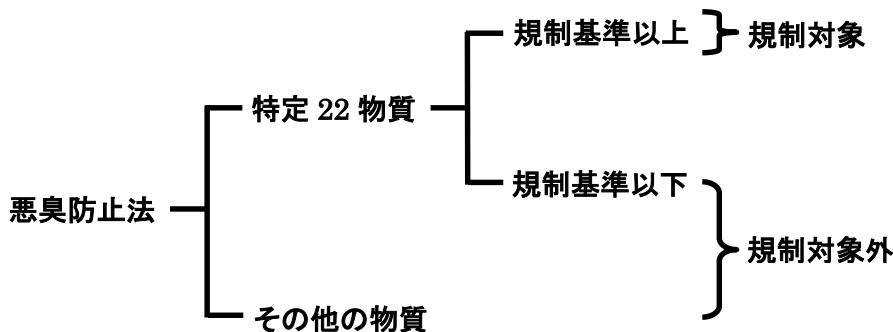 規制基準以上
規制対象
特定 22 物質
規制基準以下
悪臭防止法
規制対象外
その他の物質